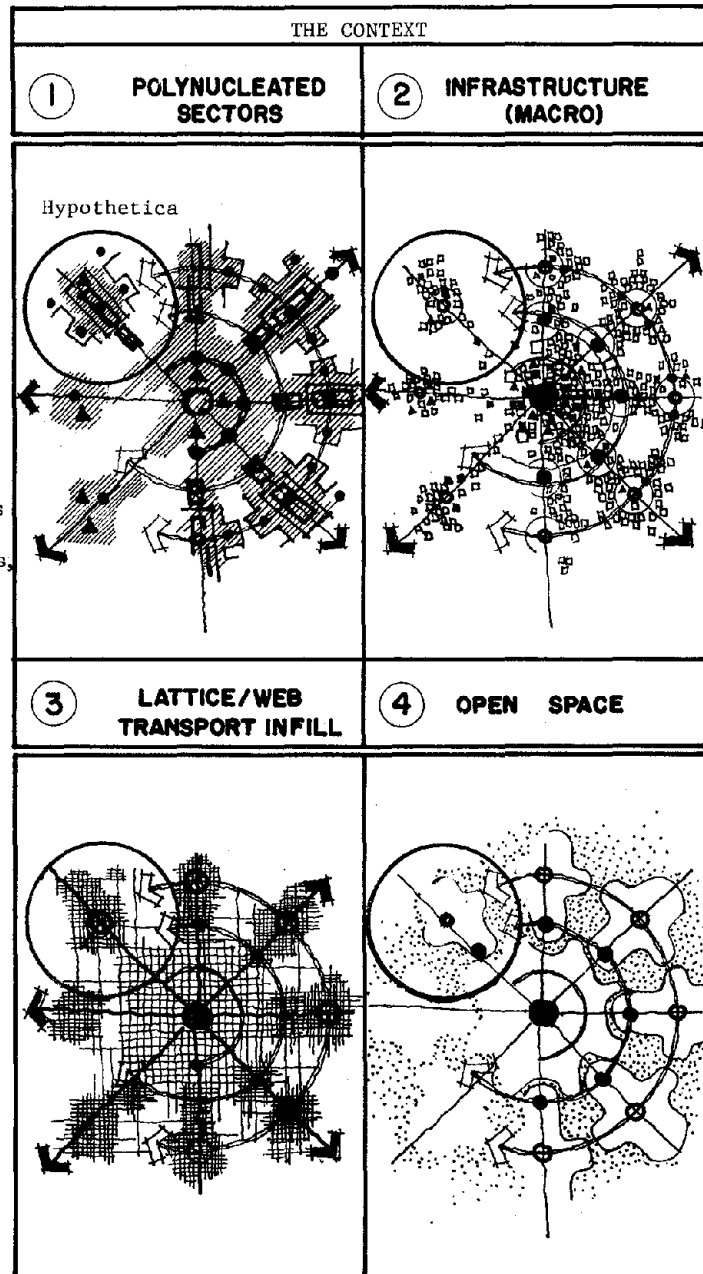 THE CONTEXT
1 POLYNUCLEATED
SECTORS
2 INFRASTRUCTURE
(MACRO)
Hypothetica
s
s,
3 LATTICE/WEB
TRANSPORT INFILL
4 OPEN SPACE